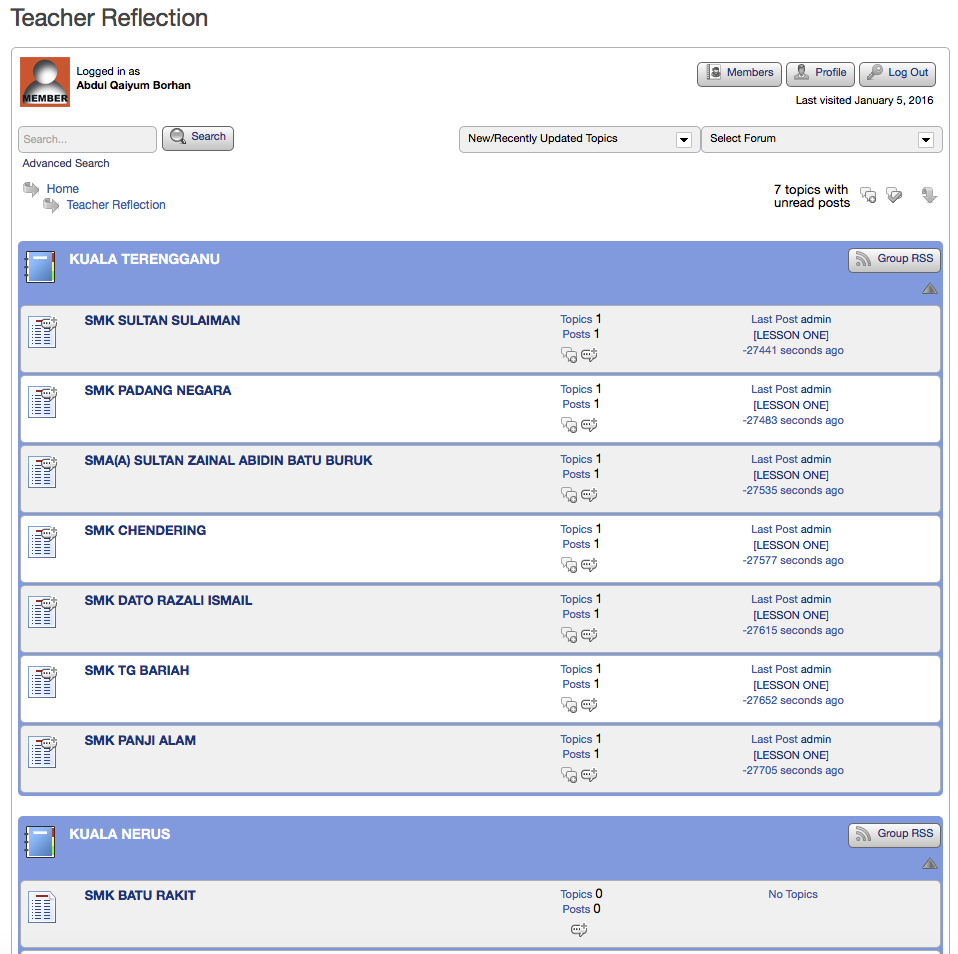 Teacher Reflection
MEMBER
Logged in as
Abdul Qaiyum Borhan
Members
Profile
Log Out
Last visited January 5, 2016
Search...
Search
New/Recently Updated Topics
Select Forum
Advanced Search
Home
Teacher Reflection
7 topics with
unread posts
KUALA TERENGGANU
Group RSS
SMK SULTAN SULAIMAN
Topics 1
Posts 1
Last Post admin
[LESSON ONE]
-27441 seconds ago
SMK PADANG NEGARA
Topics 1
Posts 1
Last Post admin
[LESSON ONE]
-27483 seconds ago
SMA(A) SULTAN ZAINAL ABIDIN BATU BURUK
Topics 1
Posts 1
Last Post admin
[LESSON ONE]
-27535 seconds ago
SMK CHENDERING
Topics 1
Posts 1
Last Post admin
[LESSON ONE]
-27577 seconds ago
SMK DATO RAZALI ISMAIL
Topics 1
Posts 1
Last Post admin
[LESSON ONE]
-27615 seconds ago
SMK TG BARIAH
Topics 1
Posts 1
Last Post admin
[LESSON ONE]
-27652 seconds ago
SMK PANJI ALAM
Topics 1
Posts 1
Last Post admin
[LESSON ONE]
-27705 seconds ago
KUALA NERUS
Group RSS
SMK BATU RAKIT
Topics 0
Posts 0
No Topics